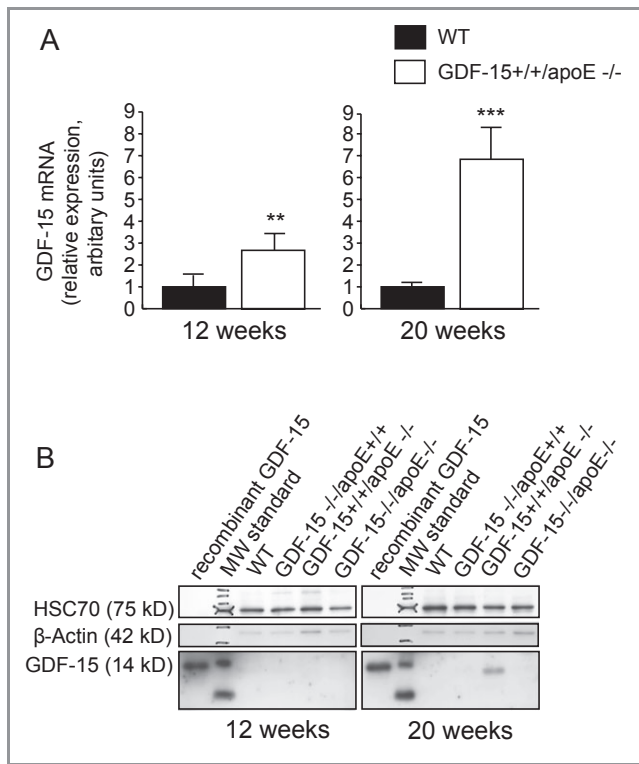 A
WT
GDF-15+/+/apoE -/-
GDF-15 mRNA
(relative expression,
arbitary units)
9
8
7
6
5
4
3
2
1
0
**
12 weeks
9
8
7
6
5
4
3
2
1
0
***
20 weeks
B
recombinant GDF-15
MW standard
WT
GDF-15 -/-/apoE+/+
GDF-15+/+/apoE -/-
GDF-15-/-/apoE-/-
recombinant GDF-15
MW standard
WT
GDF-15 -/-/apoE+/+
GDF-15+/+/apoE -/-
GDF-15-/-/apoE-/-
HSC70 (75 kD)
β-Actin (42 kD)
GDF-15 (14 kD)
12 weeks
20 weeks